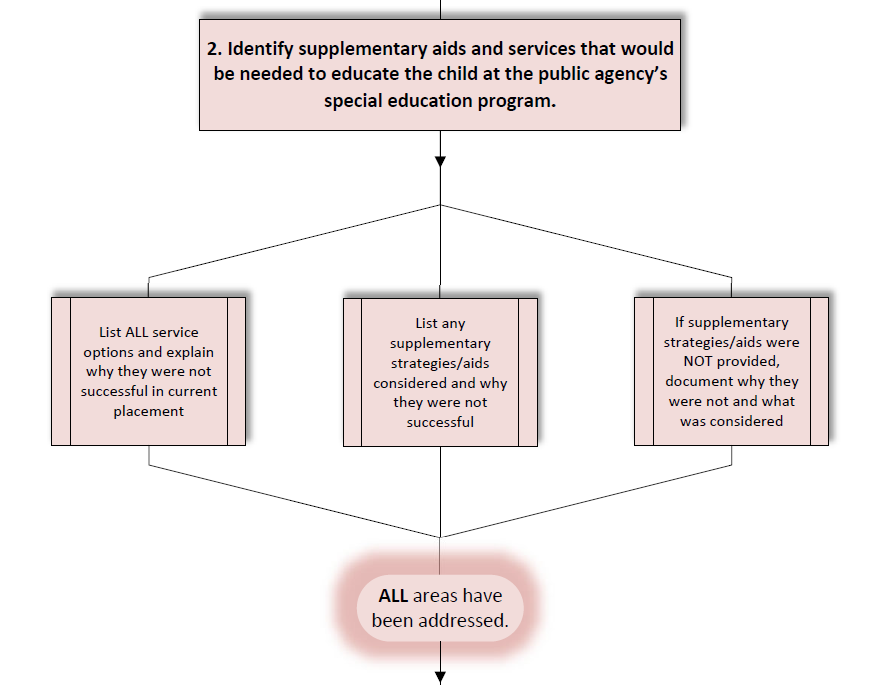 2. Identify supplementary aids and services that would
be needed to educate the child at the public agency’s
special education program.
List ALL service
options and explain
why they were not
successful in current
placement
List any
supplementary
strategies/aids
considered and why
they were not
successful
If supplementary
strategies/aids were
NOT provided,
document why they
were not and what
was considered
ALL areas have
been addressed.